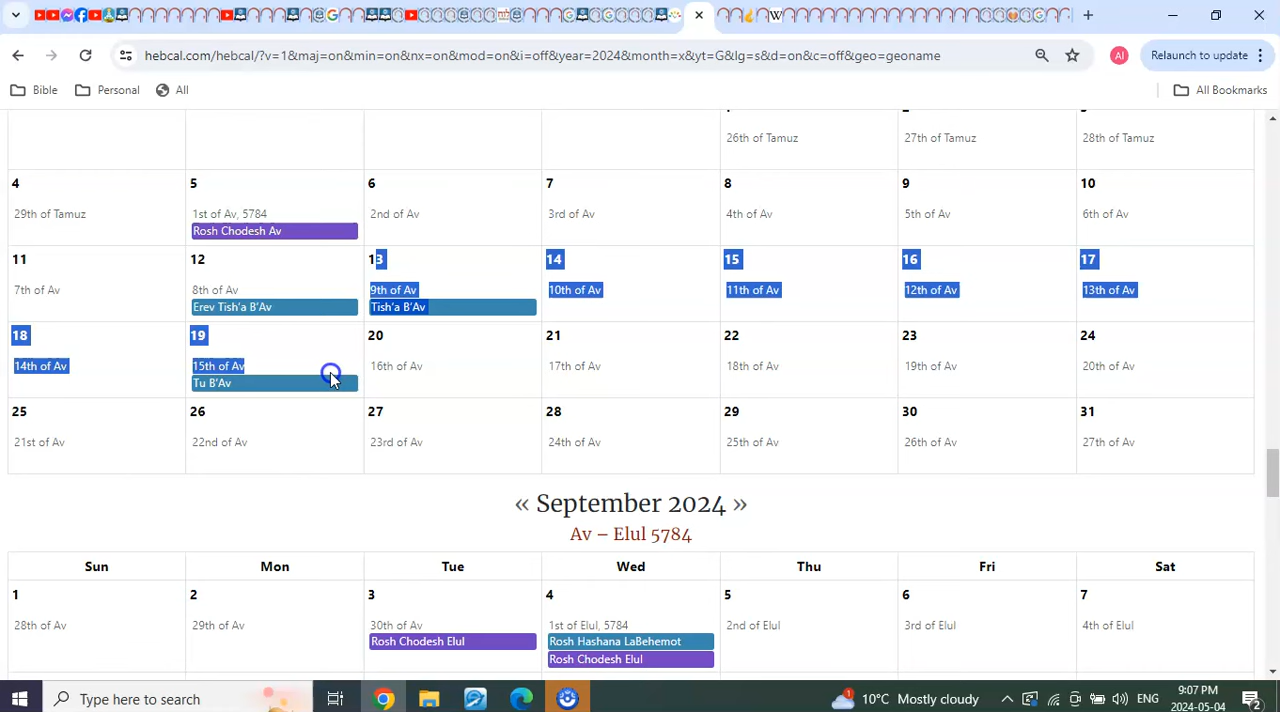 hebcal.com/hebcal/?v=1&maj=on&min=on&nx=on&mod=on&i=off&year=2024&month=x&yt=G&lg=s&d=on&c=off&geo=geoname
AI
Relaunch to update
Bible
Personal
All
All Bookmarks
26th of Tamuz
27th of Tamuz
28th of Tamuz
4
5
6
7
8
9
10
29th of Tamuz
1st of Av, 5784
2nd of Av
3rd of Av
4th of Av
5th of Av
6th of Av
Rosh Chodesh Av
11
12
13
14
15
16
17
7th of Av
8th of Av
9th of Av
10th of Av
11th of Av
12th of Av
13th of Av
Erev Tish'a B'Av
Tish'a B'Av
18
19
20
21
22
23
24
14th of Av
15th of Av
16th of Av
17th of Av
18th of Av
19th of Av
20th of Av
Tu B'Av
25
26
27
28
29
30
31
21st of Av
22nd of Av
23rd of Av
24th of Av
25th of Av
26th of Av
27th of Av
« September 2024 »
Av – Elul 5784
Sun
Mon
Tue
Wed
Thu
Fri
Sat
1
2
3
4
5
6
7
28th of Av
29th of Av
30th of Av
1st of Elul, 5784
2nd of Elul
3rd of Elul
4th of Elul
Rosh Chodesh Elul
Rosh Hashana LaBehemot
Rosh Chodesh Elul
Type here to search
10°C Mostly cloudy
ENG
9:07 PM
2024-05-04